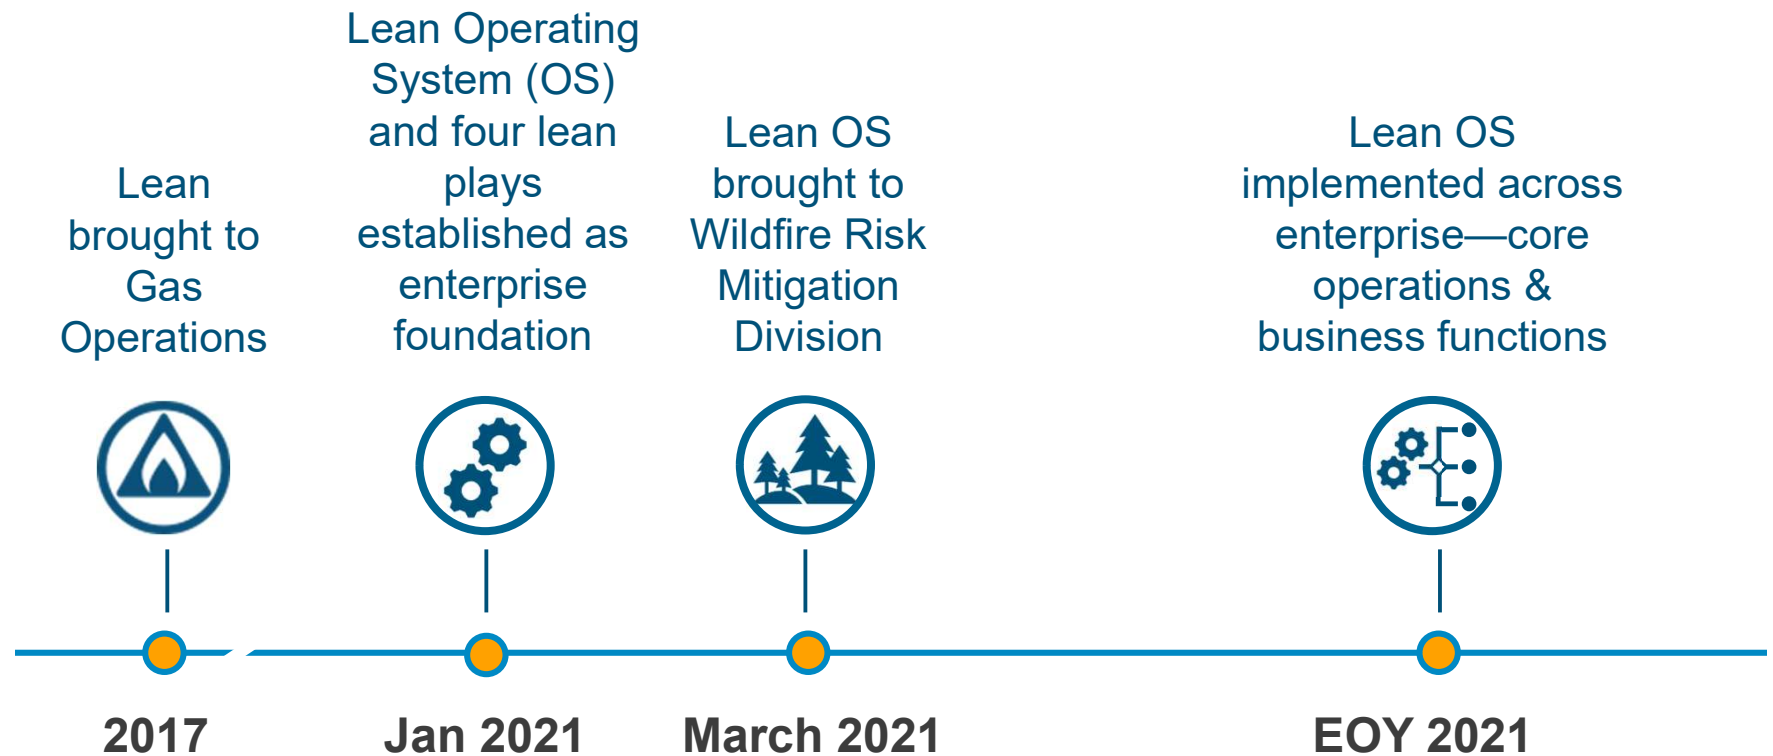 Lean
brought to
Gas
Operations
2017
Lean Operating
System (OS)
and four lean
plays
established as
enterprise
foundation
Jan 2021
Lean OS
brought to
Wildfire Risk
Mitigation
Division
March 2021
Lean OS
implemented across
enterprise—core
operations &
business functions
EOY 2021